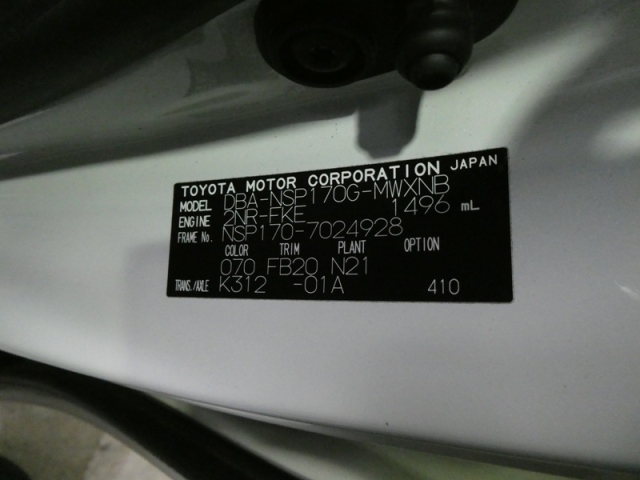 TOYOTA MOTOR CORPORATION JAPAN
MODEL DBA-NSP170G-MWXNB
ENGINE 2NR-FKE 1496 mL
FRAME No. NSP170-7024928
COLOR TRIM PLANT OPTION
070 FB20 N21
TRANS./AXLE K312 -01A 410